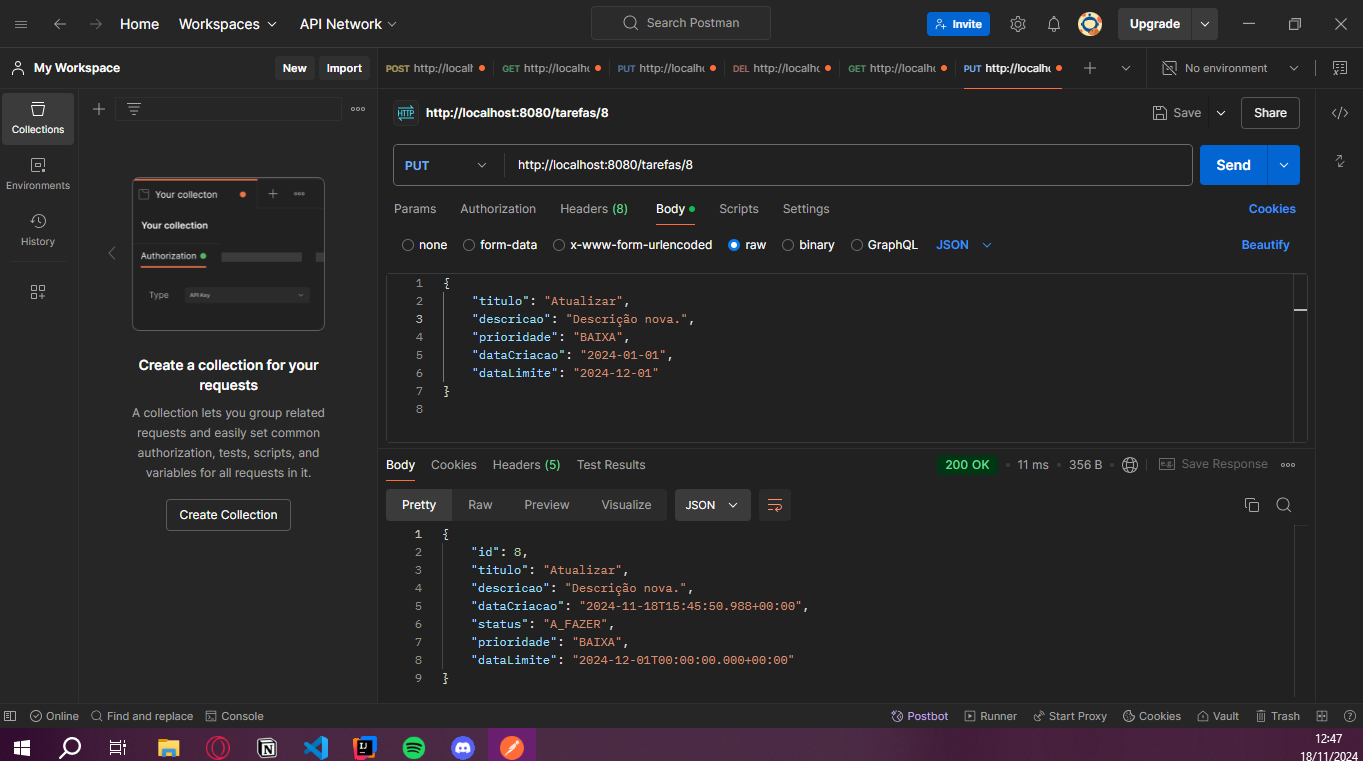 Home Workspaces API Network Search Postman Invite Upgrade
My Workspace New Import POST http://localh GET http://localho PUT http://localho DEL http://localho GET http://localho PUT http://localho No environment
Collections
Environments
History
Your collecton
Your collection
Authorization
Type API Key
Create a collection for your
requests
A collection lets you group related
requests and easily set common
authorization, tests, scripts, and
variables for all requests in it.
Create Collection
HTTP http://localhost:8080/tarefas/8 Save Share
PUT http://localhost:8080/tarefas/8 Send
Params Authorization Headers (8) Body Scripts Settings Cookies
none form-data x-www-form-urlencoded raw binary GraphQL JSON Beautify
1 {
2 "titulo": "Atualizar",
3 "descricao": "Descrição nova.",
4 "prioridade": "BAIXA",
5 "dataCriacao": "2024-01-01",
6 "dataLimite": "2024-12-01"
7 }
8
Body Cookies Headers (5) Test Results 200 OK 11 ms 356 B e.g. Save Response
Pretty Raw Preview Visualize JSON
1 {
2 "id": 8,
3 "titulo": "Atualizar",
4 "descricao": "Descrição nova.",
5 "dataCriacao": "2024-11-18T15:45:50.988+00:00",
6 "status": "A_FAZER",
7 "prioridade": "BAIXA",
8 "dataLimite": "2024-12-01T00:00:00.000+00:00"
9 }
Online Find and replace Console Postbot Runner Start Proxy Cookies Vault Trash
12:47
18/11/2024